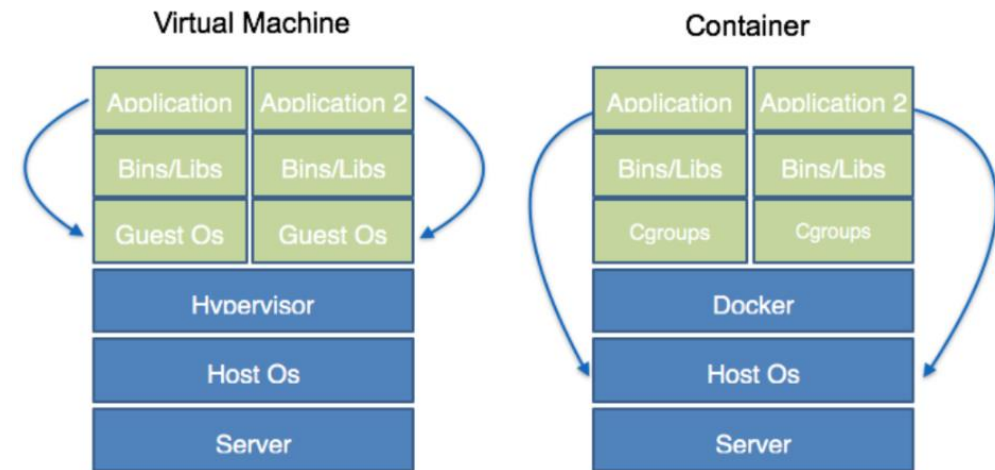 Virtual Machine
Container
Application
Application 2
Bins/Libs
Bins/Libs
Guest Os
Guest Os
Hypervisor
Host Os
Server
Application
Application 2
Bins/Libs
Bins/Libs
Cgroups
Cgroups
Docker
Host Os
Server